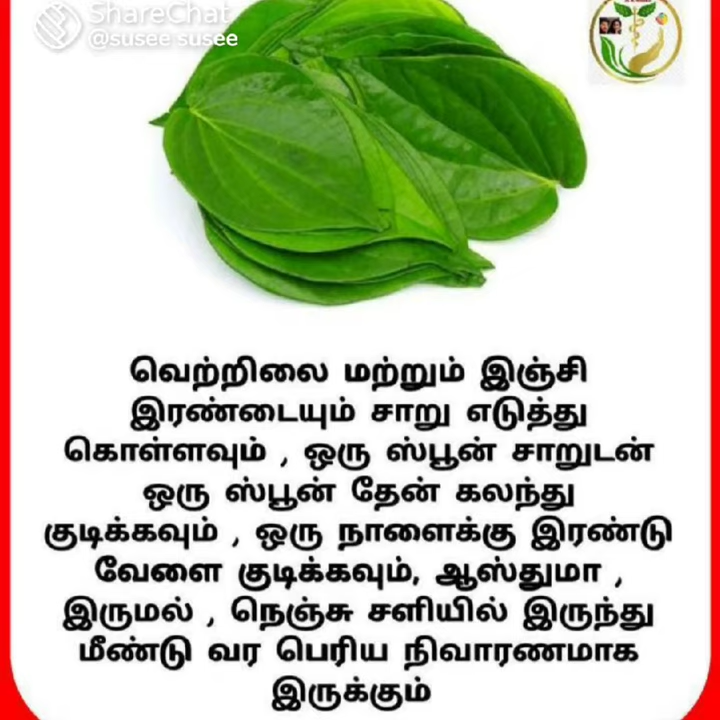 ShareChat
@susee susee
வெற்றிலை மற்றும் இஞ்சி
இரண்டையும் சாறு எடுத்து
கொள்ளவும் , ஒரு ஸ்பூன் சாறுடன்
ஒரு ஸ்பூன் தேன் கலந்து
குடிக்கவும் , ஒரு நாளைக்கு இரண்டு
வேளை குடிக்கவும், ஆஸ்துமா ,
இருமல் , நெஞ்சு சளியில் இருந்து
மீண்டு வர பெரிய நிவாரணமாக
இருக்கும்